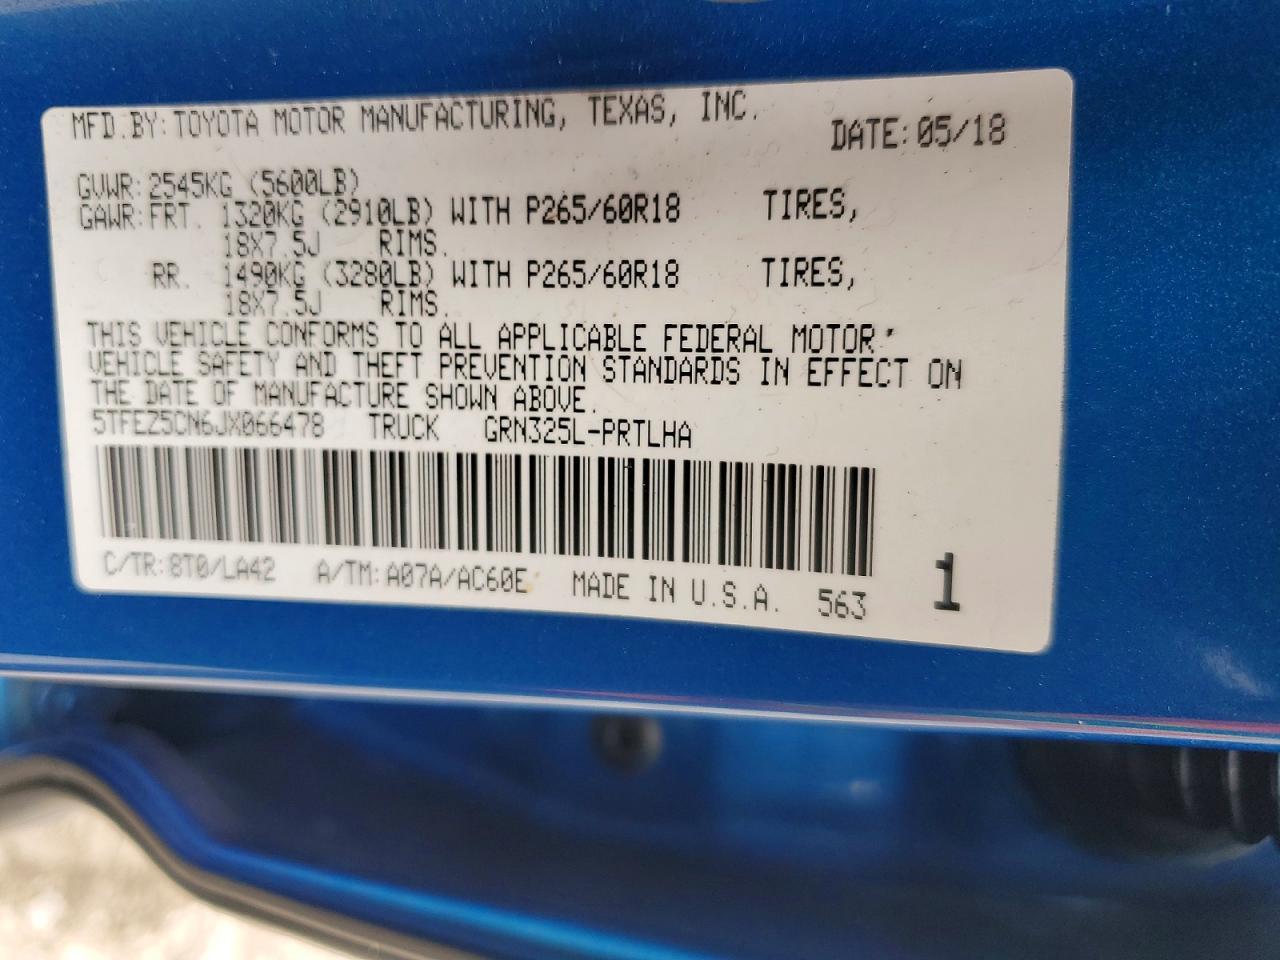 MFD.BY:TOYOTA MOTOR MANUFACTURING, TEXAS, INC.
DATE:05/18
GVWR:2545KG (5600LB)
GAWR:FRT. 1320KG (2910LB) WITH P265/60R18 TIRES,
18X7.5J RIMS.
RR. 1490KG (3280LB) WITH P265/60R18 TIRES,
18X7.5J RIMS.
THIS VEHICLE CONFORMS TO ALL APPLICABLE FEDERAL MOTOR
VEHICLE SAFETY AND THEFT PREVENTION STANDARDS IN EFFECT ON
THE DATE OF MANUFACTURE SHOWN ABOVE.
5TFEZ5CN6JX066478 TRUCK GRN325L-PRTLHA
C/TR:8T0/LA42 A/TM:A07A/AC60E MADE IN U.S.A. 563 1